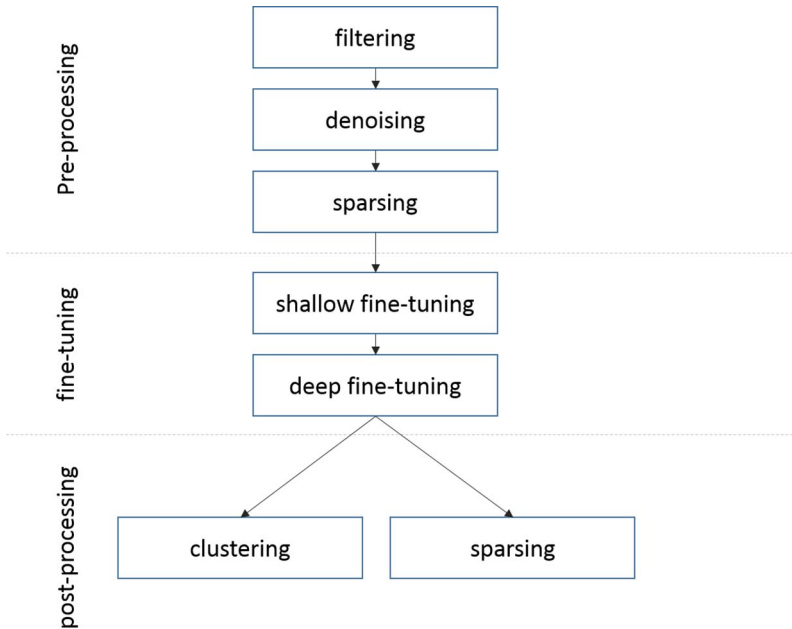 Pre-processing
filtering
denoising
sparsing
fine-tuning
shallow fine-tuning
deep fine-tuning
post-processing
clustering
sparsing